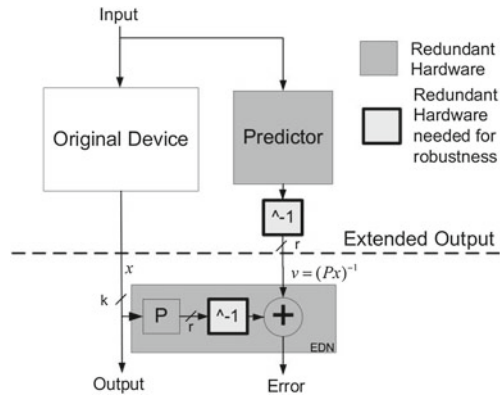 Input
Original Device
Predictor
^-1
r
Redundant
Hardware
Redundant
Hardware
needed for
robustness
Extended Output
x
v = (Px)⁻¹
k
P
r
^-1
+
EDN
Output
Error